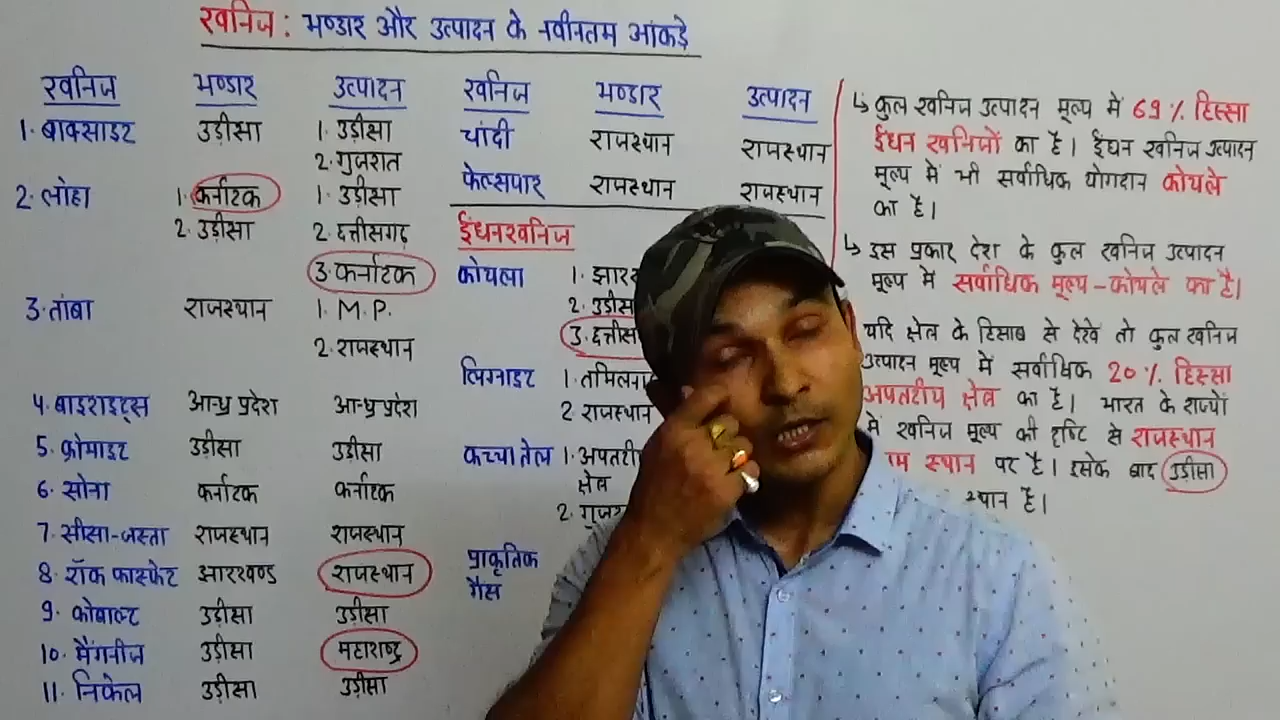 खनिज : भण्डार और उत्पादन के नवीनतम आंकड़े
खनिज भण्डार उत्पादन
1. बाक्साइट उड़ीसा 1. उड़ीसा
2. गुजरात
2. लोहा 1. कर्नाटक 1. उड़ीसा
2. उड़ीसा 2. छत्तीसगढ़
3. कर्नाटक
3. तांबा राजस्थान 1. M.P.
2. राजस्थान
4. बाइराइट्स आन्ध्र प्रदेश आन्ध्र प्रदेश
5. क्रोमाइट उड़ीसा उड़ीसा
6. सोना कर्नाटक कर्नाटक
7. सीसा-जस्ता राजस्थान राजस्थान
8. रॉक फास्फेट झारखण्ड राजस्थान
9. कोबाल्ट उड़ीसा उड़ीसा
10. मैंगनीज उड़ीसा महाराष्ट्र
11. निकेल उड़ीसा उड़ीसा
खनिज भण्डार उत्पादन
चांदी राजस्थान राजस्थान
फेल्सपार राजस्थान राजस्थान
ईंधन खनिज
कोयला 1. झार
2. उड़ीसा
3. छत्तीस
लिग्नाइट 1. तमिलना
2 राजस्थान
कच्चा तेल 1. अपतटी
क्षेत्र
2. गुज
प्राकृतिक
गैस
↳ कुल खनिज उत्पादन मूल्य में 69 % हिस्सा
ईंधन खनिजों का है। ईंधन खनिज उत्पादन
मूल्य में भी सर्वाधिक योगदान कोयले
का है।
↳ इस प्रकार देश के कुल खनिज उत्पादन
मूल्य में सर्वाधिक मूल्य - कोयले का है।
यदि क्षेत्र के हिसाब से देखें तो कुल खनिज
उत्पादन मूल्य में सर्वाधिक 20 % हिस्सा
अपतटीय क्षेत्र का है। भारत के राज्यों
में खनिज मूल्य की दृष्टि से राजस्थान
म स्थान पर है। इसके बाद उड़ीसा
स्थान है।